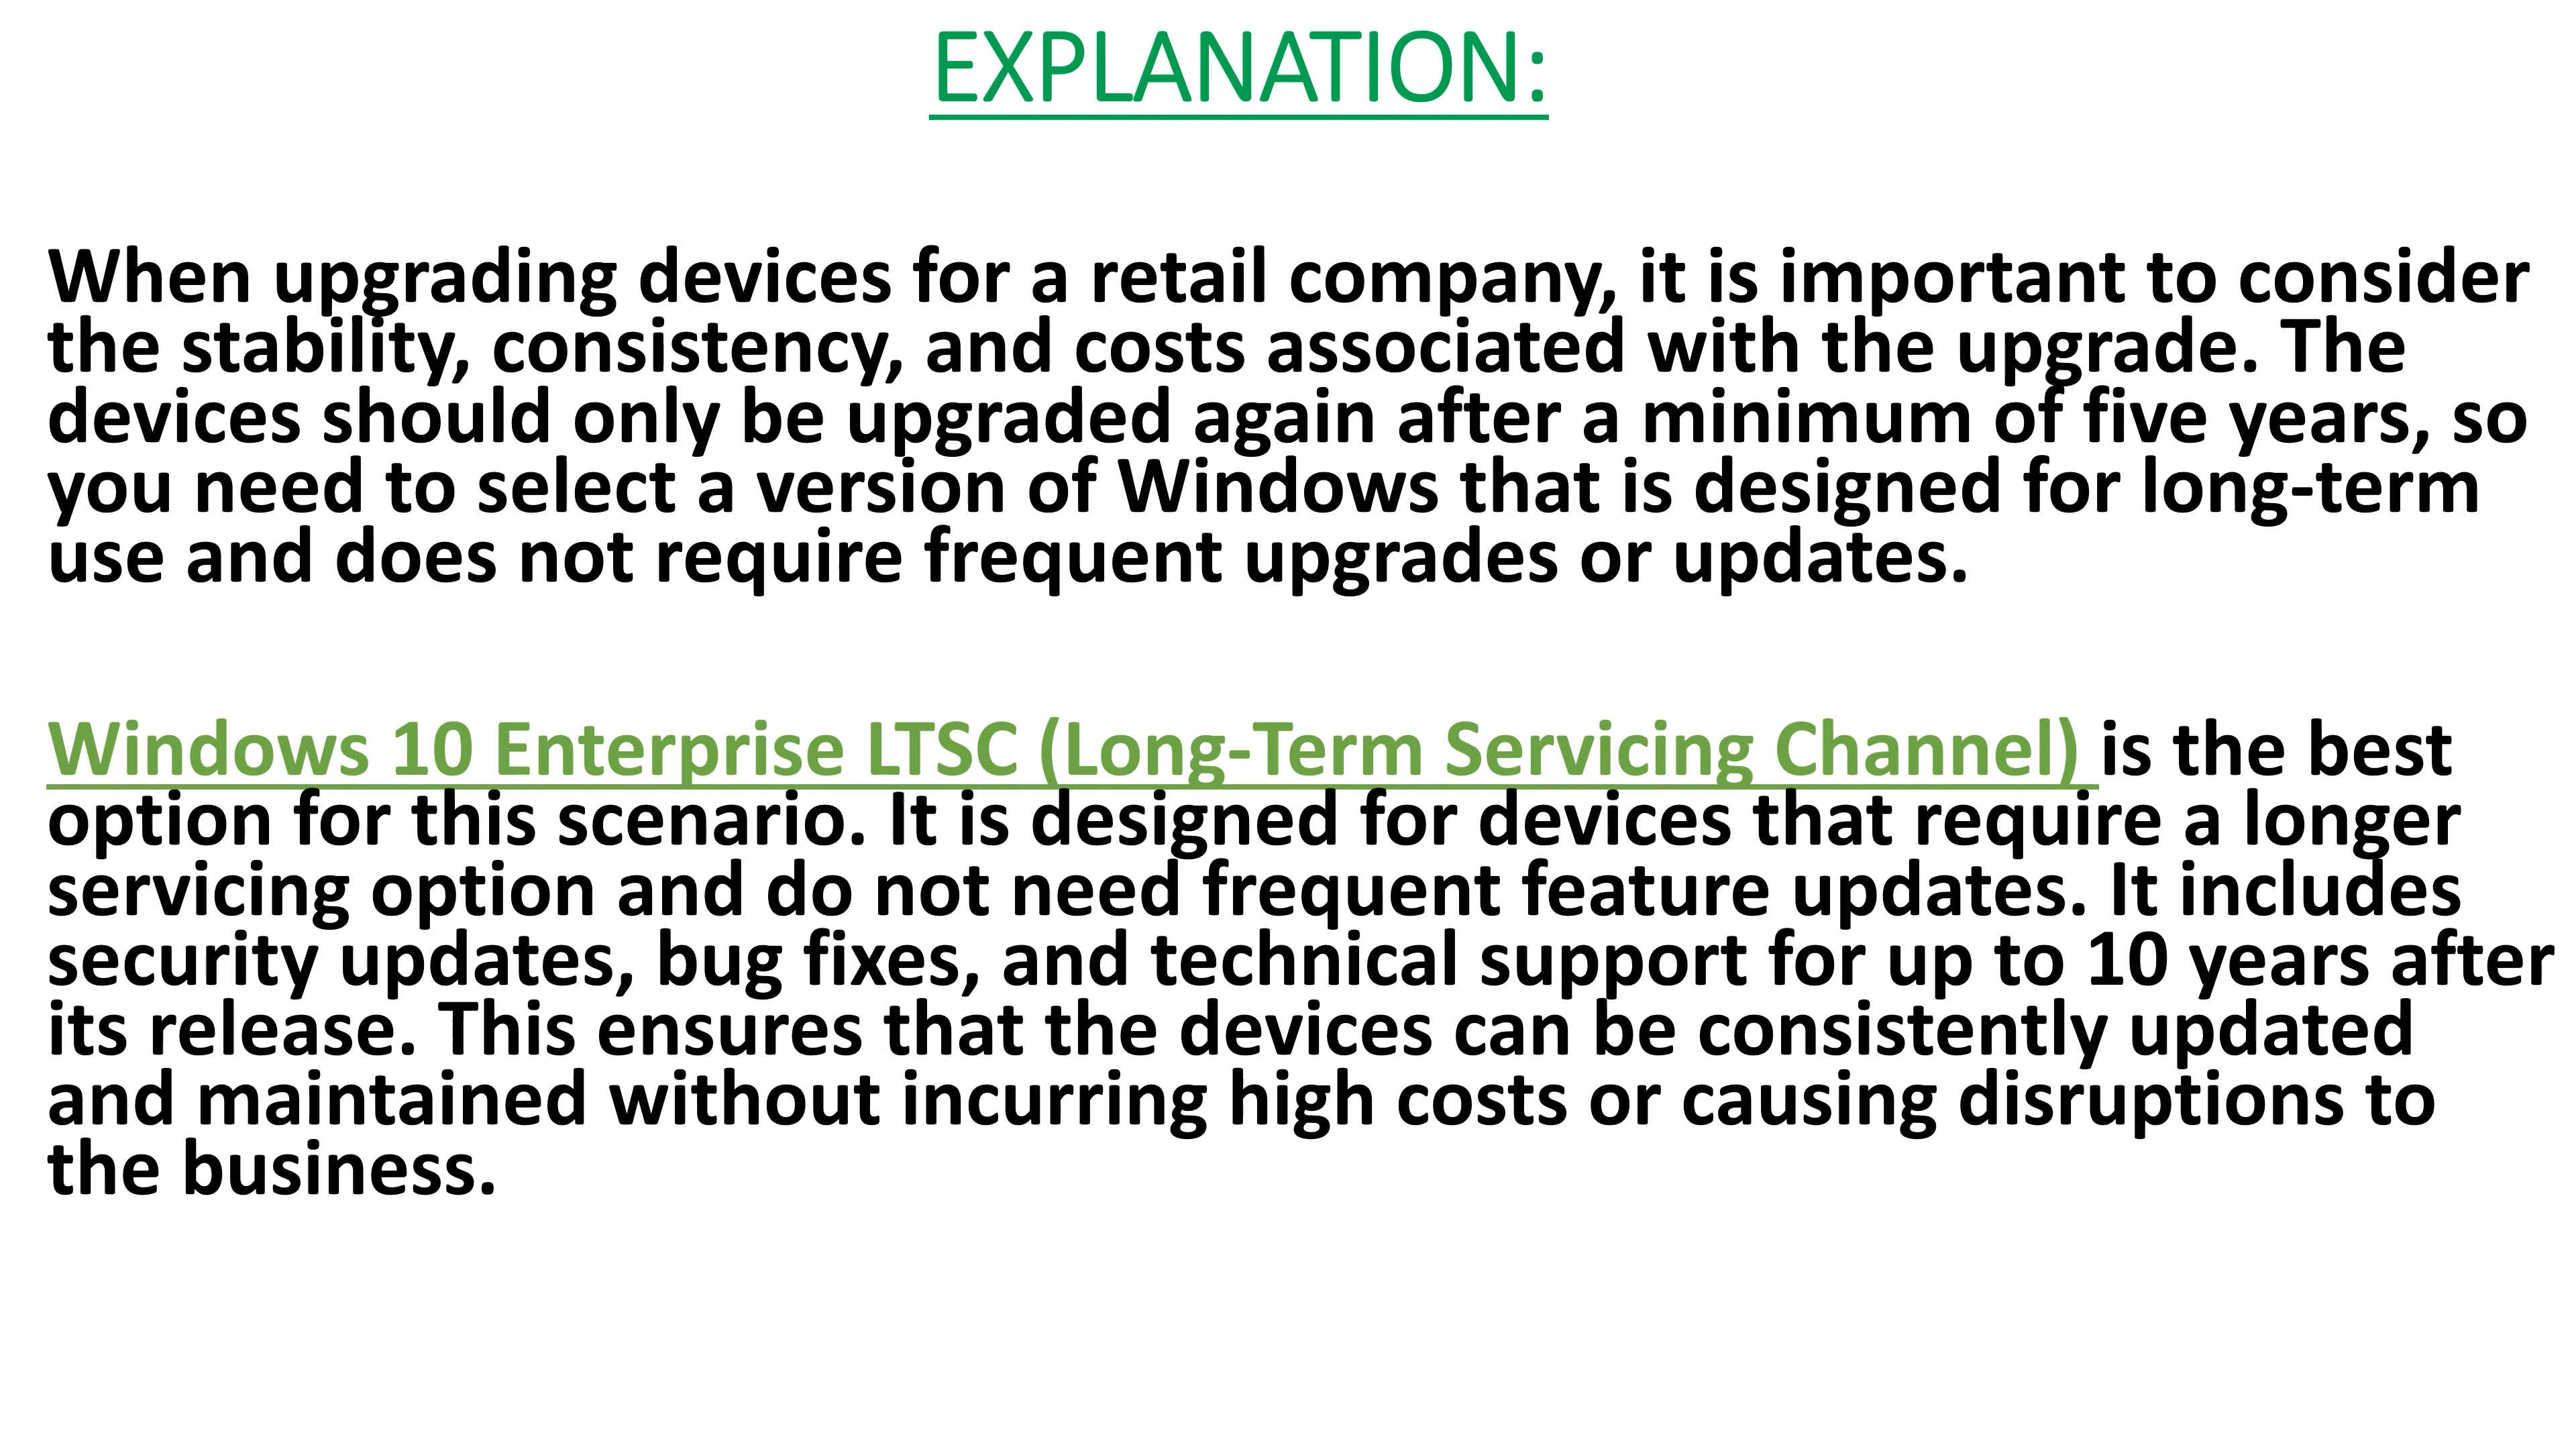 EXPLANATION:
When upgrading devices for a retail company, it is important to consider
the stability, consistency, and costs associated with the upgrade. The
devices should only be upgraded again after a minimum of five years, so
you need to select a version of Windows that is designed for long-term
use and does not require frequent upgrades or updates.
Windows 10 Enterprise LTSC (Long-Term Servicing Channel) is the best
option for this scenario. It is designed for devices that require a longer
servicing option and do not need frequent feature updates. It includes
security updates, bug fixes, and technical support for up to 10 years after
its release. This ensures that the devices can be consistently updated
and maintained without incurring high costs or causing disruptions to
the business.